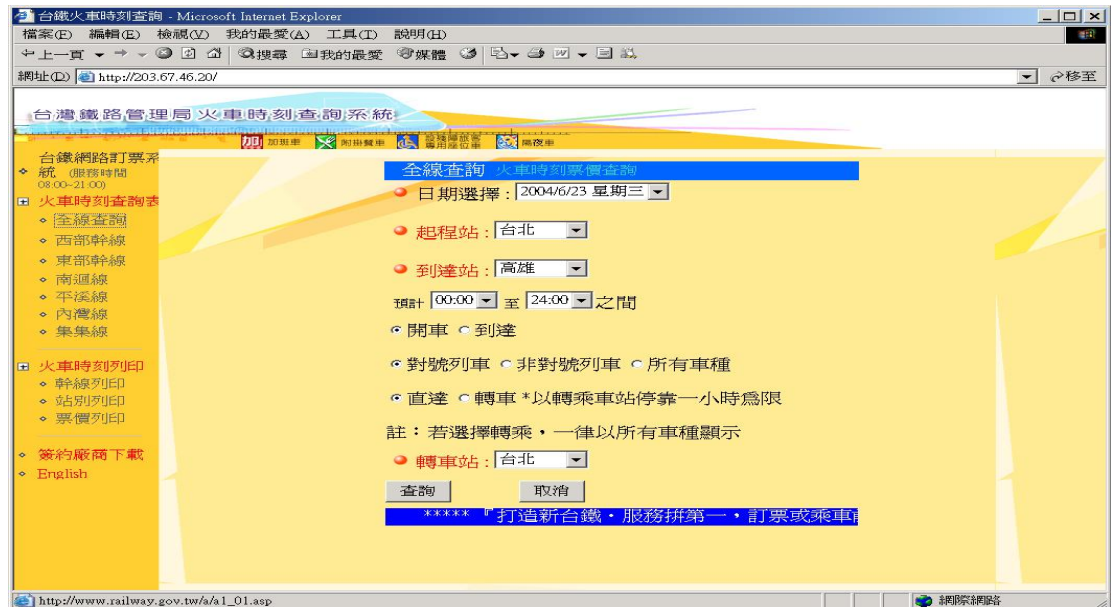 台鐵火車時刻查詢 - Microsoft Internet Explorer
檔案(F) 編輯(E) 檢視(V) 我的最愛(A) 工具(T) 說明(H)
上一頁 搜尋 我的最愛 媒體
網址(D) http://203.67.46.20/ 移至
台灣鐵路管理局火車時刻查詢系統
加班車 附掛餐車 設殘障旅客專用座位車 隔夜車
台鐵網路訂票系
統 (服務時間
08:00~21:00)
火車時刻查詢表
全線查詢
西部幹線
東部幹線
南迴線
平溪線
內灣線
集集線
火車時刻列印
幹線列印
站別列印
票價列印
簽約廠商下載
English
全線查詢 火車時刻票價查詢
日期選擇：2004/6/23 星期三
起程站：台北
到達站：高雄
預計 00:00 至 24:00 之間
開車 到達
對號列車 非對號列車 所有車種
直達 轉車 *以轉乘車站停靠一小時為限
註：若選擇轉乘，一律以所有車種顯示
轉車站：台北
查詢 取消
*****『打造新台鐵‧服務拼第一，訂票或乘車
http://www.railway.gov.tw/a/a1_01.asp 網際網路